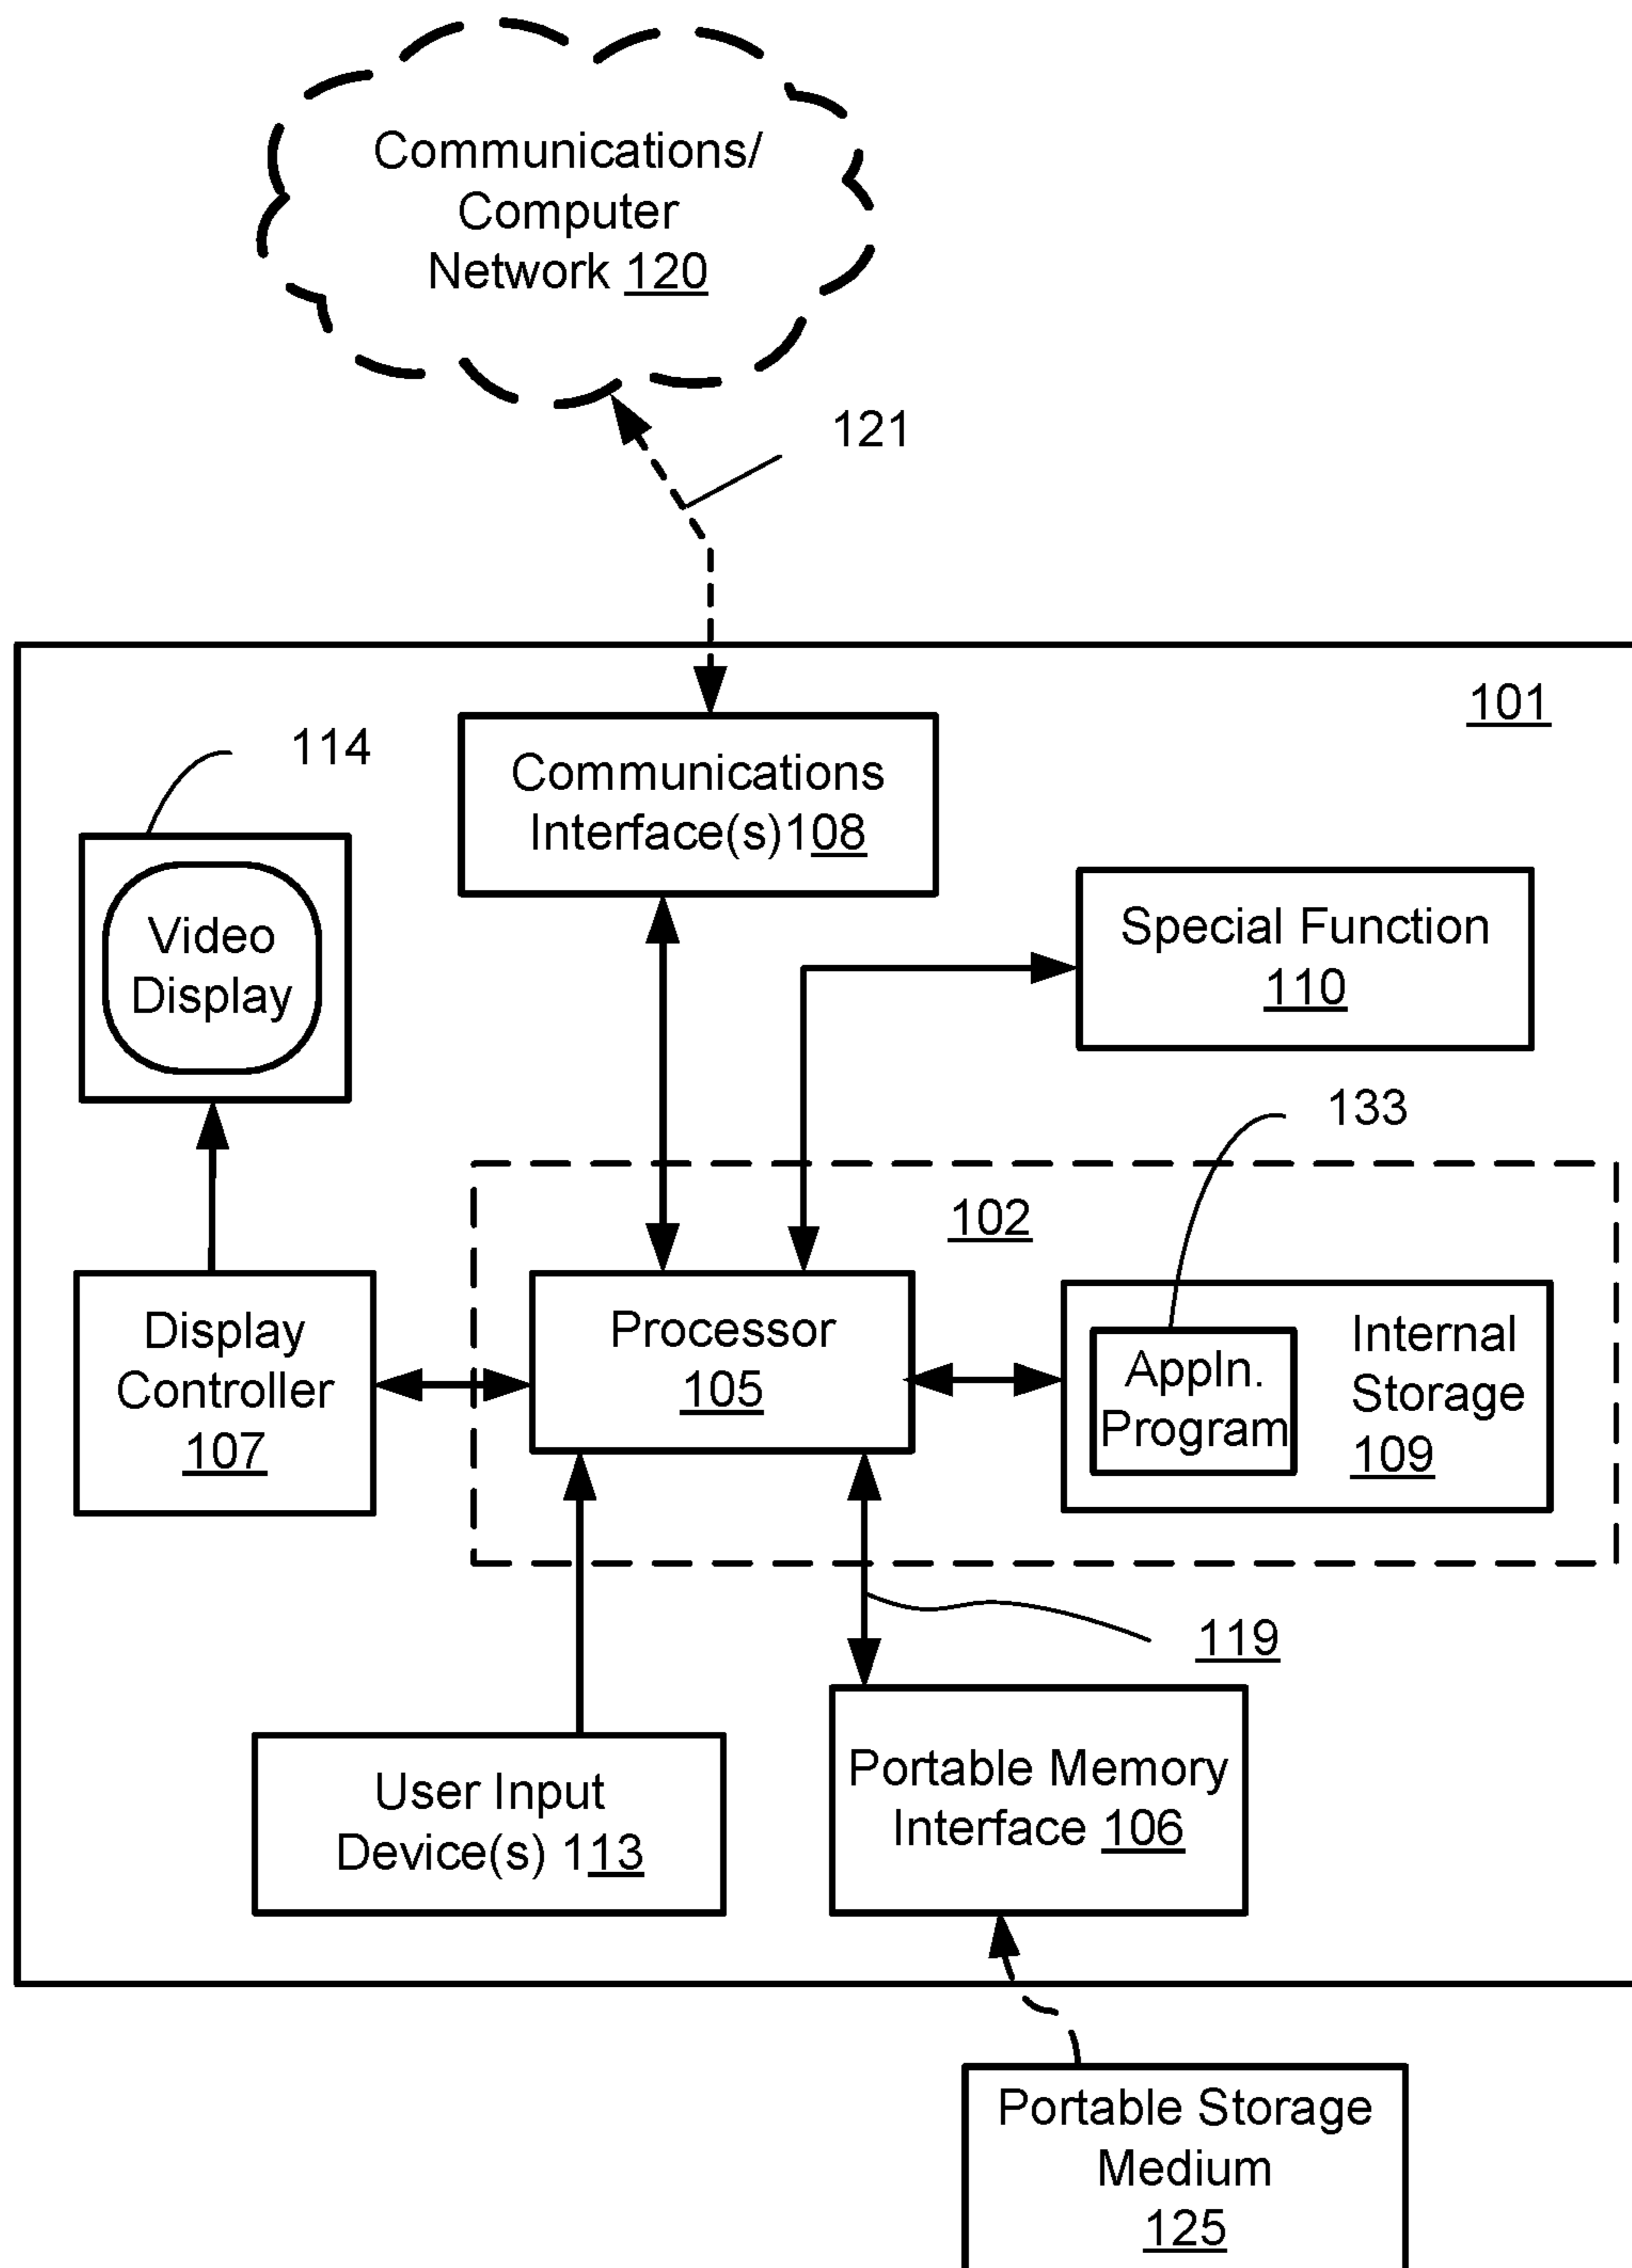 Communications/
Computer
Network 120
121
101
114
Communications
Interface(s)108
Video
Display
Special Function
110
133
102
Display
Controller
107
Processor
105
Appln.
Program
Internal
Storage
109
119
User Input
Device(s) 113
Portable Memory
Interface 106
Portable Storage
Medium
125